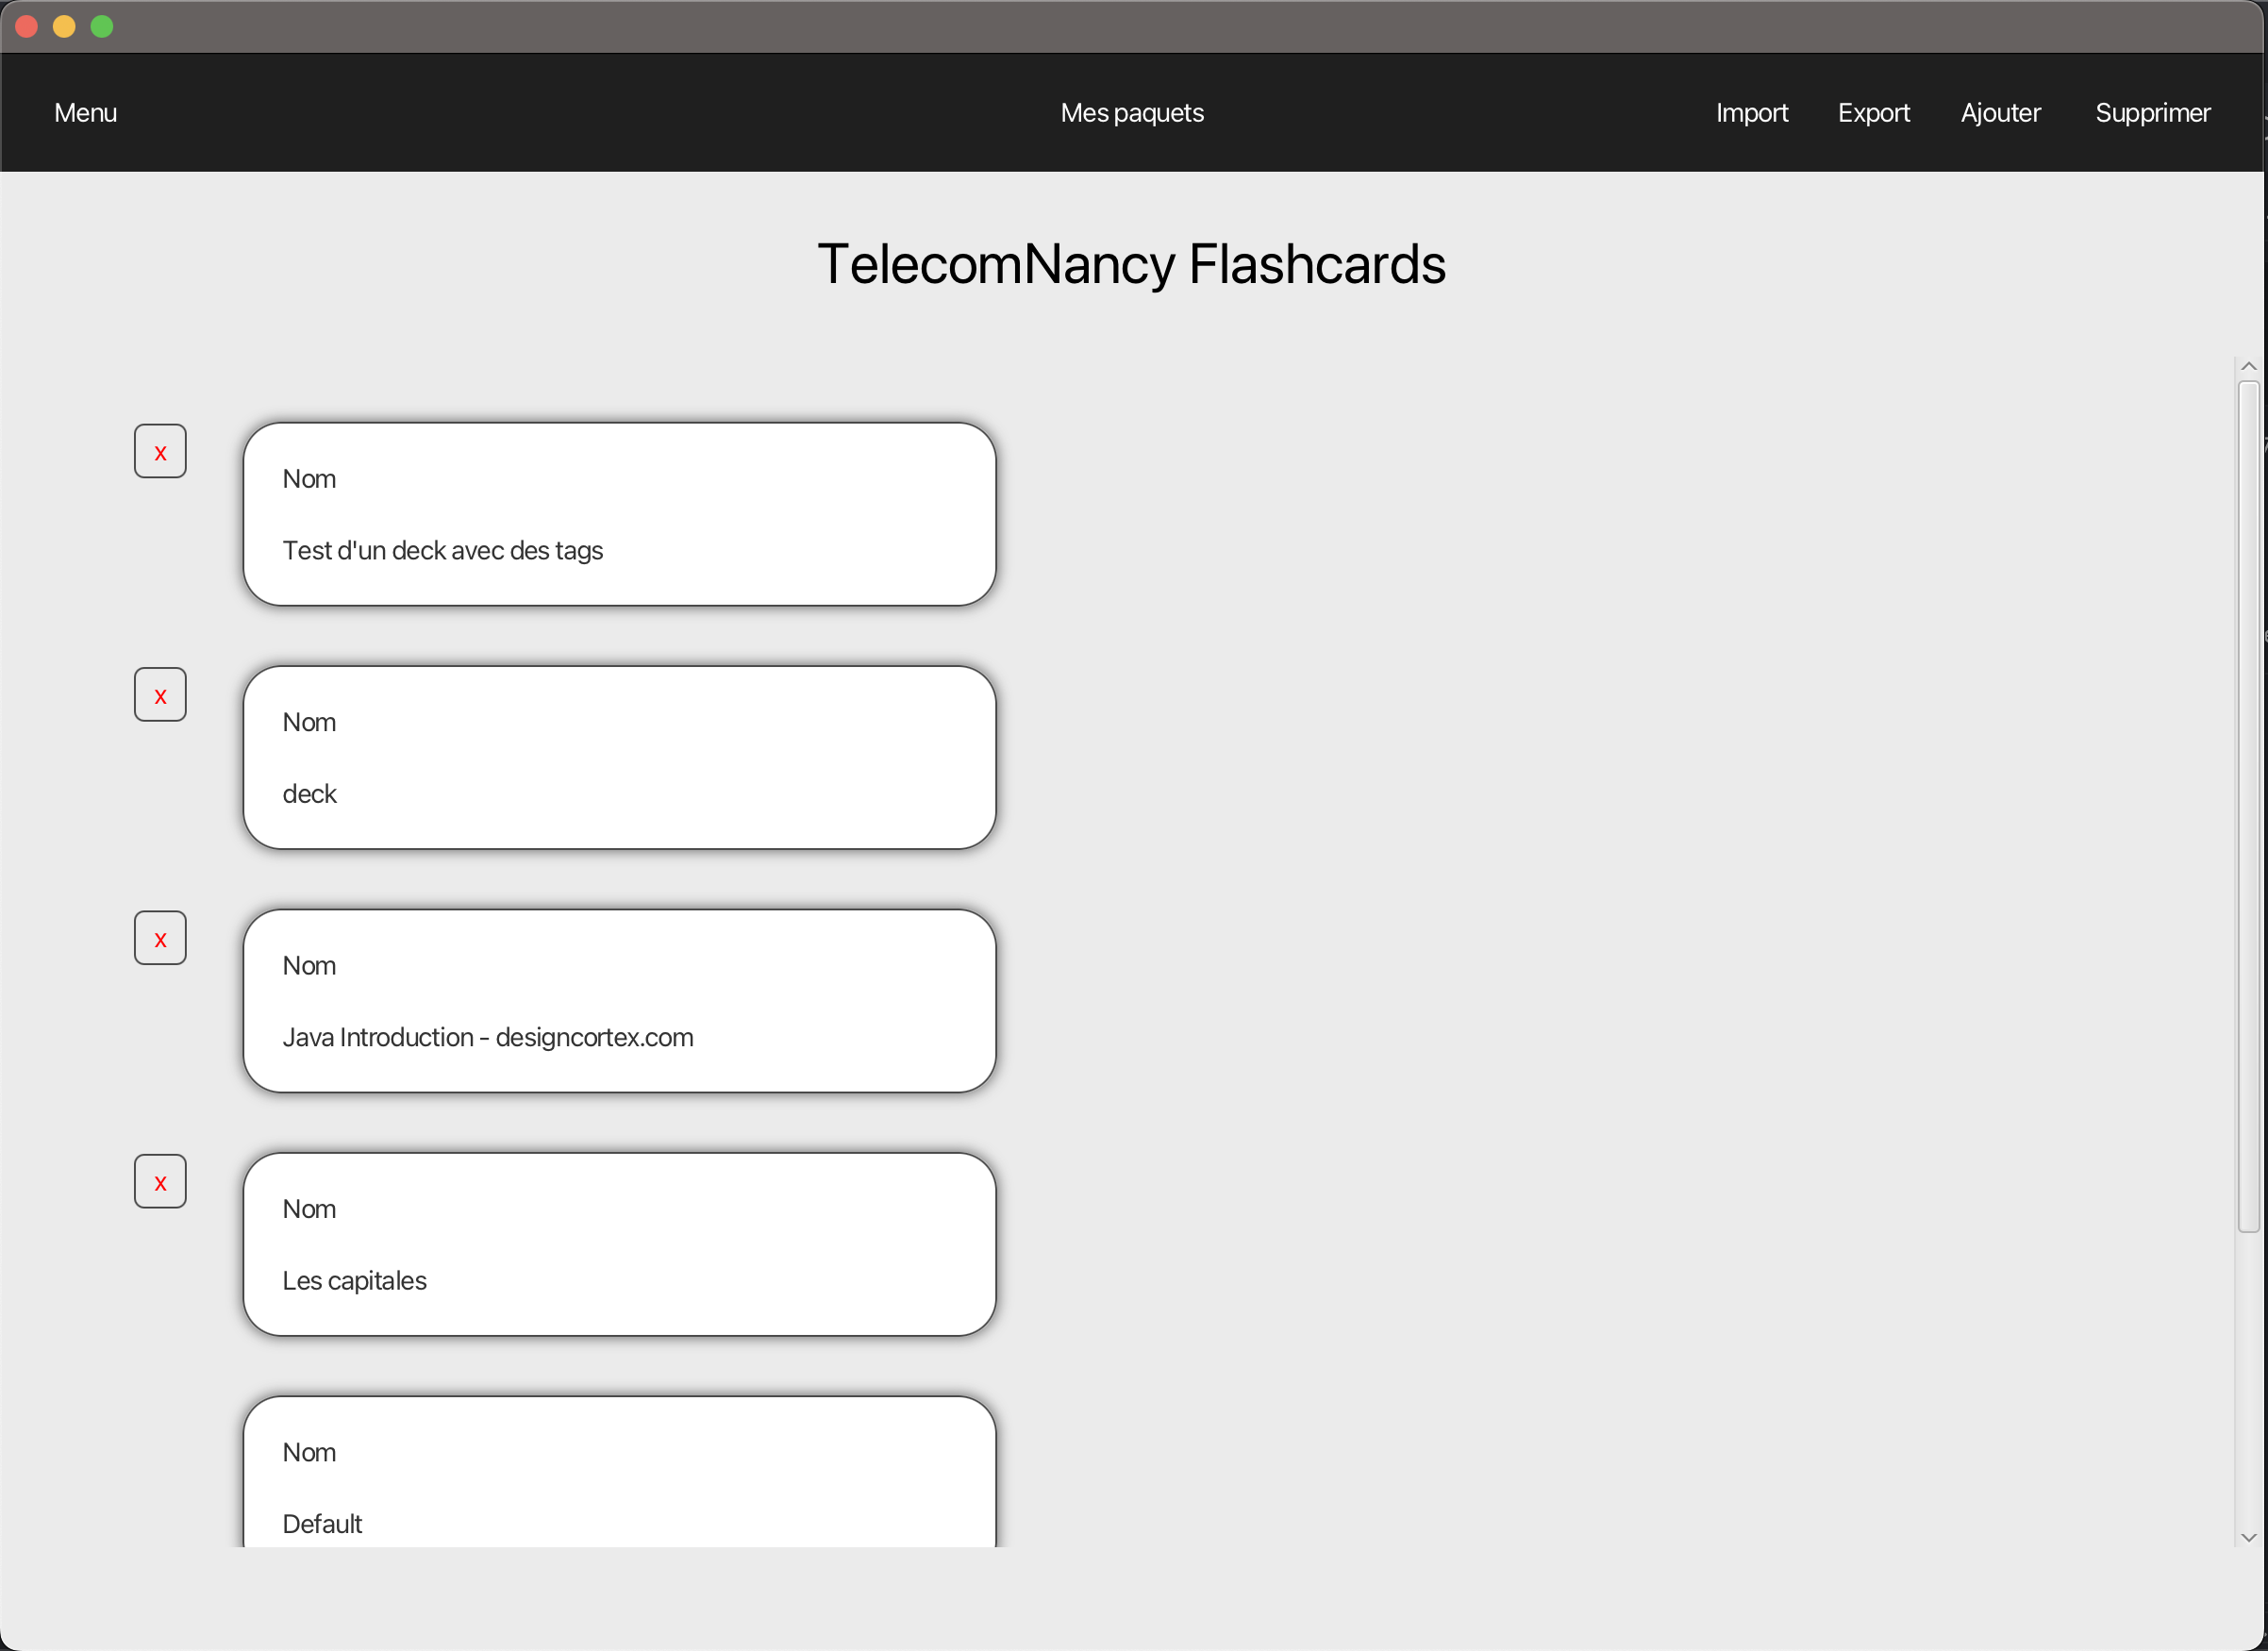 Menu Mes paquets Import Export Ajouter Supprimer
TelecomNancy Flashcards
x
Nom
Test d'un deck avec des tags
x
Nom
deck
x
Nom
Java Introduction - designcortex.com
x
Nom
Les capitales
Nom
Default